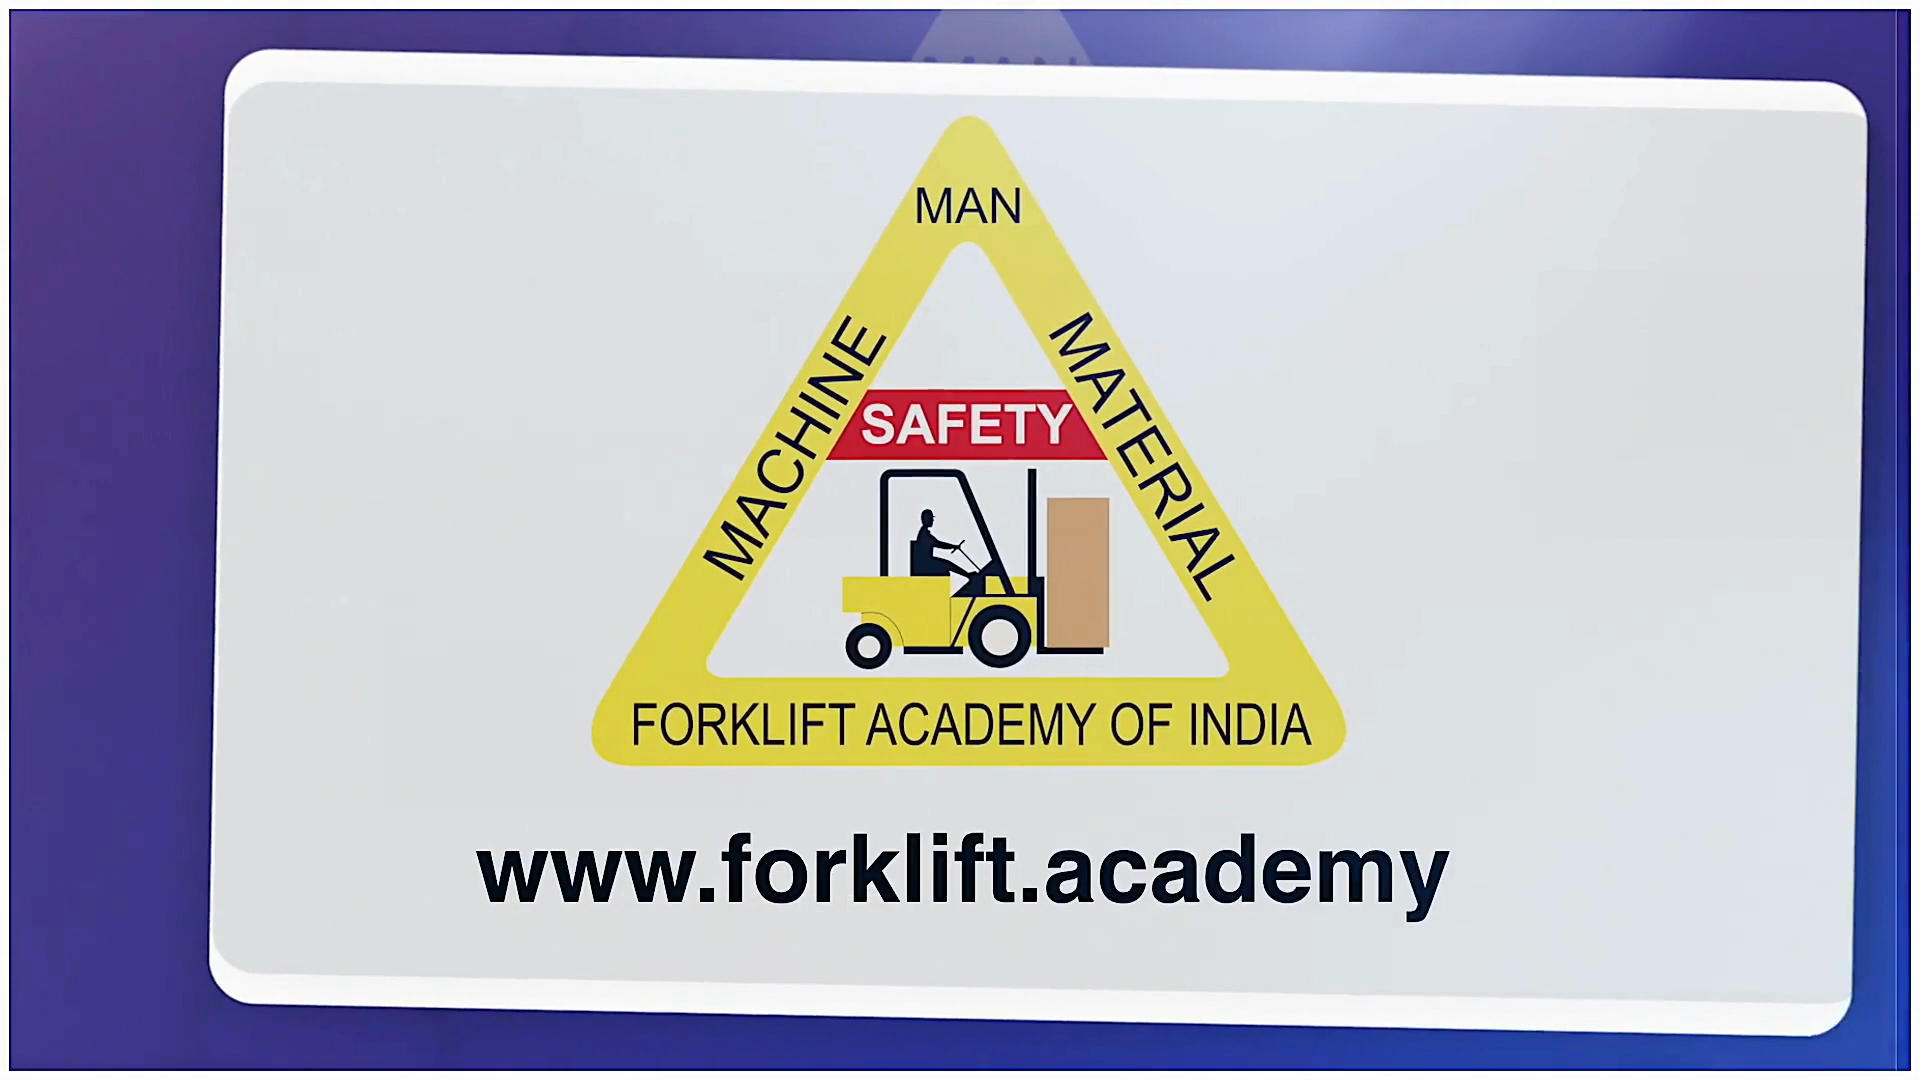 MAN
MACHINE
MATERIAL
SAFETY
FORKLIFT ACADEMY OF INDIA
www.forklift.academy